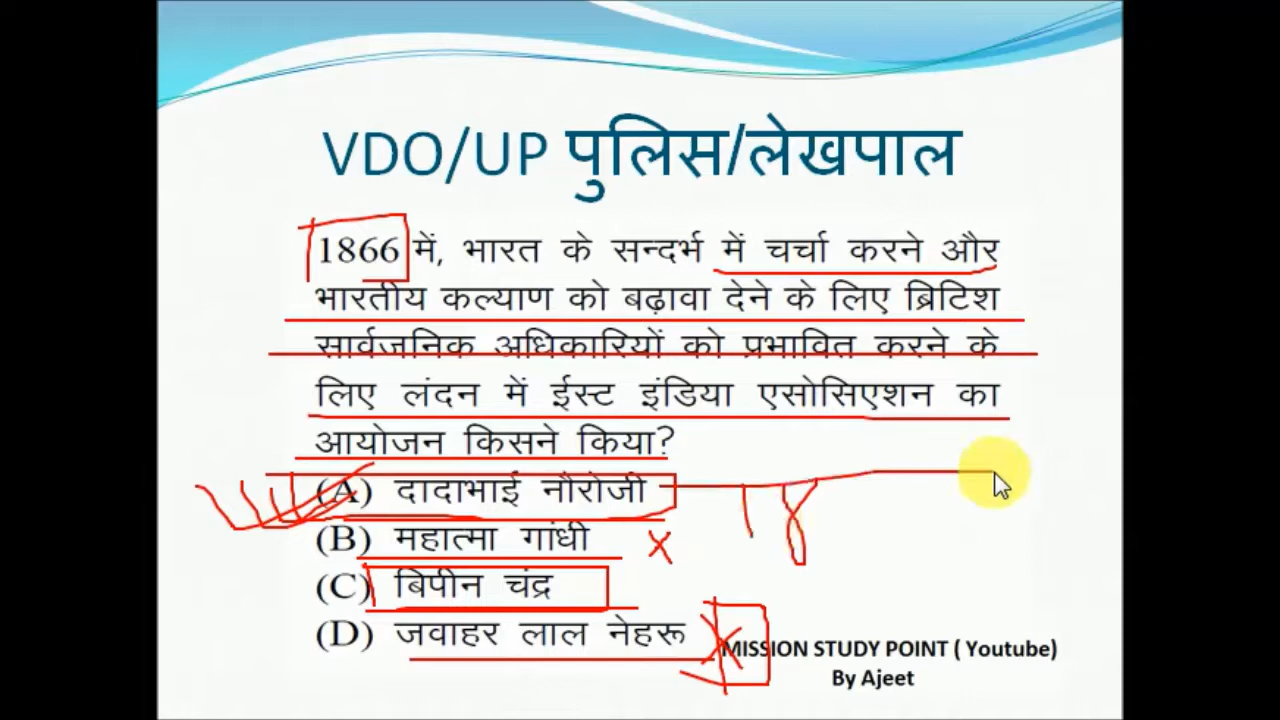 VDO/UP पुलिस/लेखपाल
1866 में, भारत के सन्दर्भ में चर्चा करने और
भारतीय कल्याण को बढ़ावा देने के लिए ब्रिटिश
सार्वजनिक अधिकारियों को प्रभावित करने के
लिए लंदन में ईस्ट इंडिया एसोसिएशन का
आयोजन किसने किया?
(A) दादाभाई नौरोजी
(B) महात्मा गांधी
(C) बिपीन चंद्र
(D) जवाहर लाल नेहरू
MISSION STUDY POINT ( Youtube)
By Ajeet